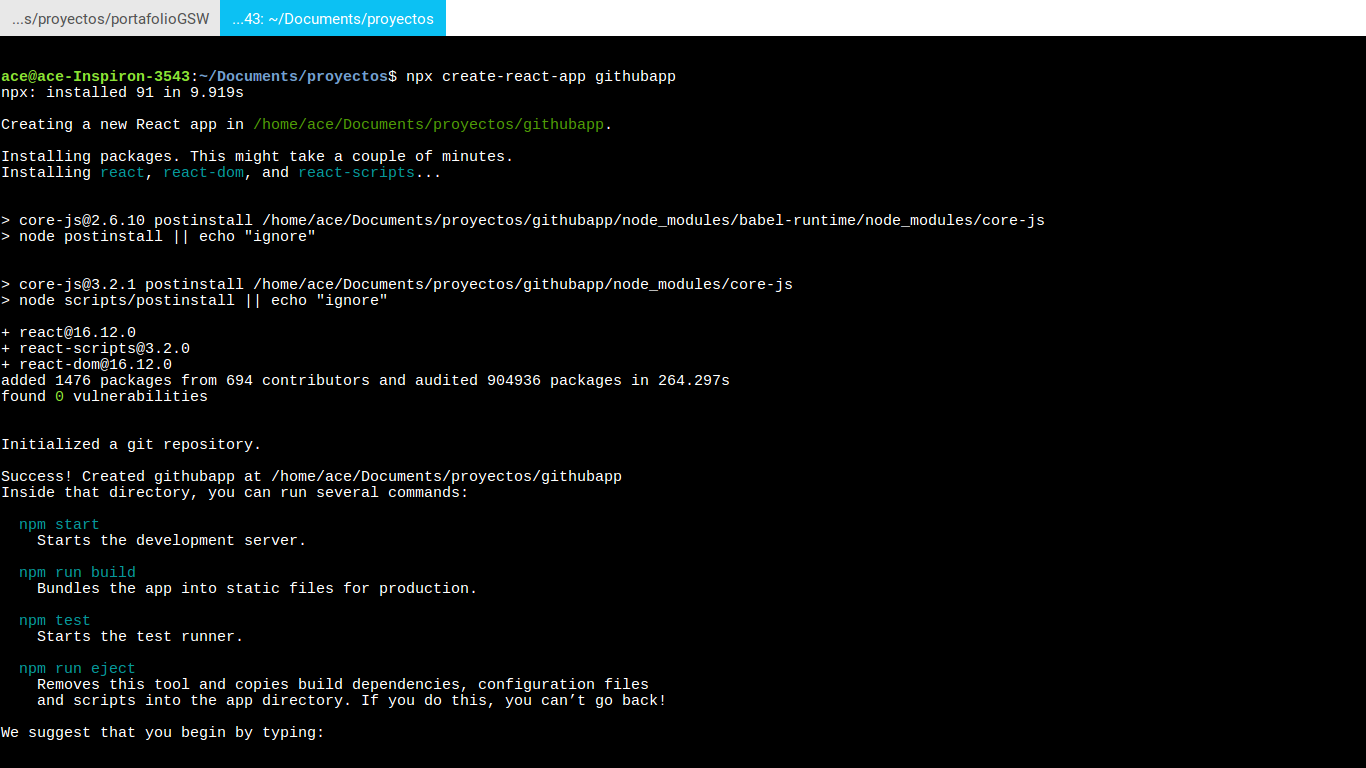 ...s/proyectos/portafolioGSW
...43: ~/Documents/proyectos
ace@ace-Inspiron-3543:~/Documents/proyectos$ npx create-react-app githubapp
npx: installed 91 in 9.919s
Creating a new React app in /home/ace/Documents/proyectos/githubapp.
Installing packages. This might take a couple of minutes.
Installing react, react-dom, and react-scripts...
> core-js@2.6.10 postinstall /home/ace/Documents/proyectos/githubapp/node_modules/babel-runtime/node_modules/core-js
> node postinstall || echo "ignore"
> core-js@3.2.1 postinstall /home/ace/Documents/proyectos/githubapp/node_modules/core-js
> node scripts/postinstall || echo "ignore"
+ react@16.12.0
+ react-scripts@3.2.0
+ react-dom@16.12.0
added 1476 packages from 694 contributors and audited 904936 packages in 264.297s
found 0 vulnerabilities
Initialized a git repository.
Success! Created githubapp at /home/ace/Documents/proyectos/githubapp
Inside that directory, you can run several commands:
npm start
Starts the development server.
npm run build
Bundles the app into static files for production.
npm test
Starts the test runner.
npm run eject
Removes this tool and copies build dependencies, configuration files
and scripts into the app directory. If you do this, you can’t go back!
We suggest that you begin by typing: